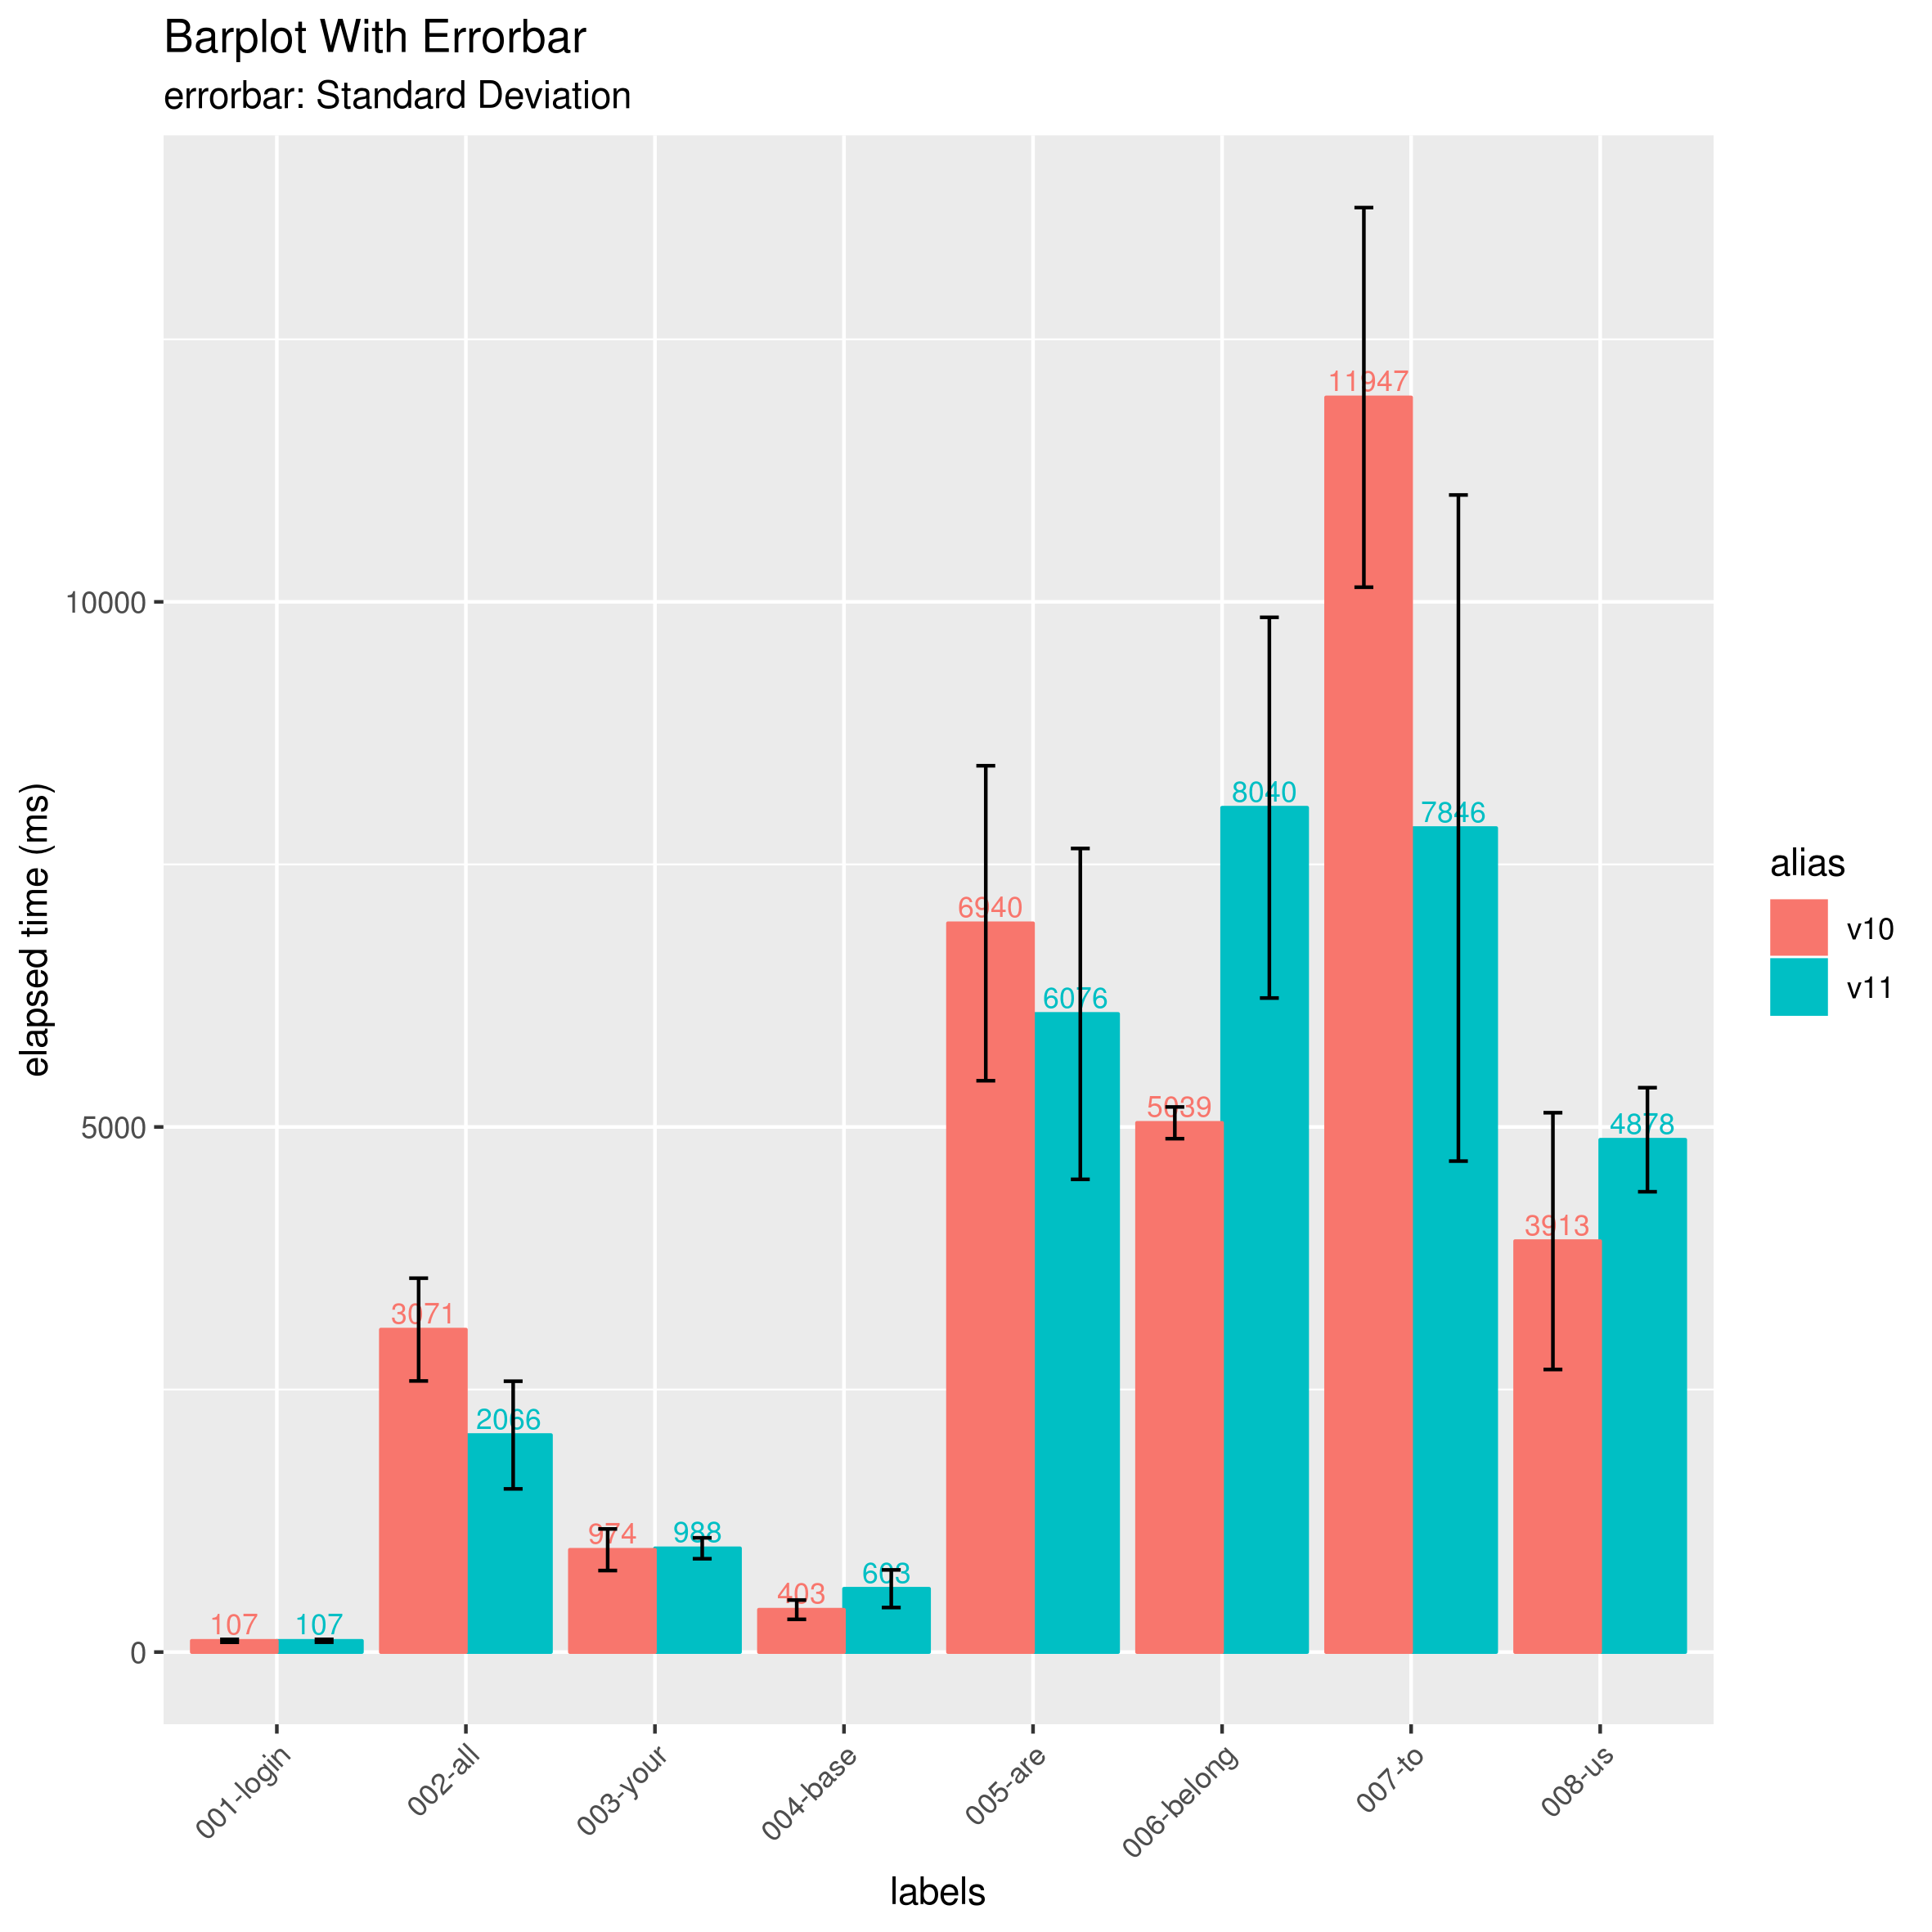 Barplot With Errorbar
errorbar: Standard Deviation
elapsed time (ms)
10000
5000
0
11947
8040
7846
6940
6076
5039
4878
3913
3071
2066
974
988
603
403
107
107
001-login
002-all
003-your
004-base
005-are
006-belong
007-to
008-us
labels
alias
v10
v11